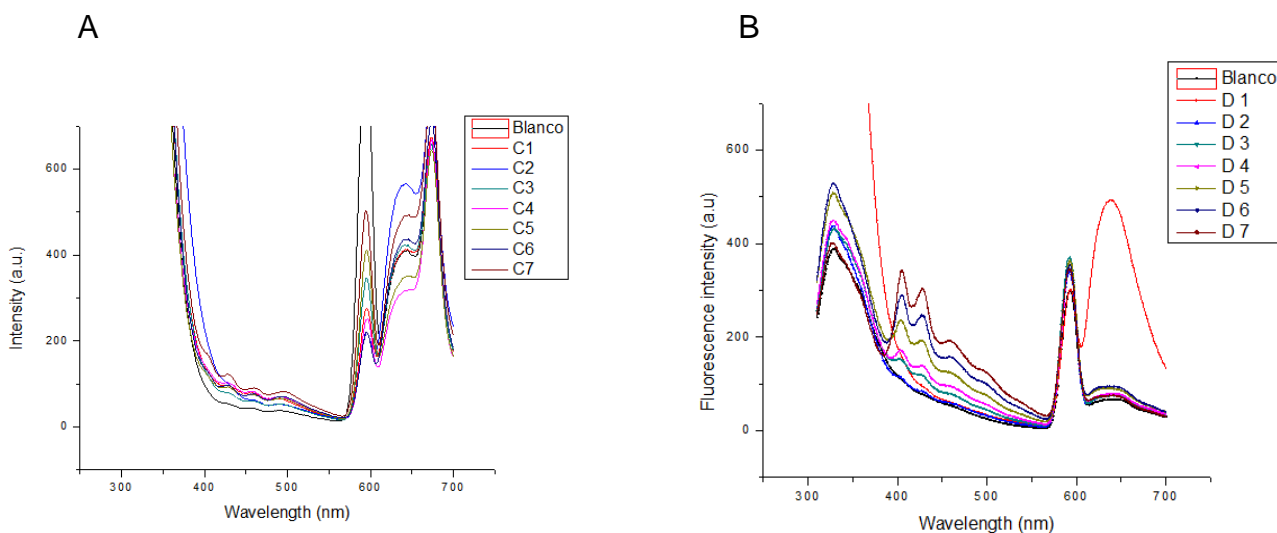 A
Intensity (a.u.)
600
400
200
0
300
400
500
600
700
Wavelength (nm)
Blanco
C1
C2
C3
C4
C5
C6
C7
B
Fluorescence intensity (a.u)
600
400
200
0
300
400
500
600
700
Wavelength (nm)
Blanco
D 1
D 2
D 3
D 4
D 5
D 6
D 7